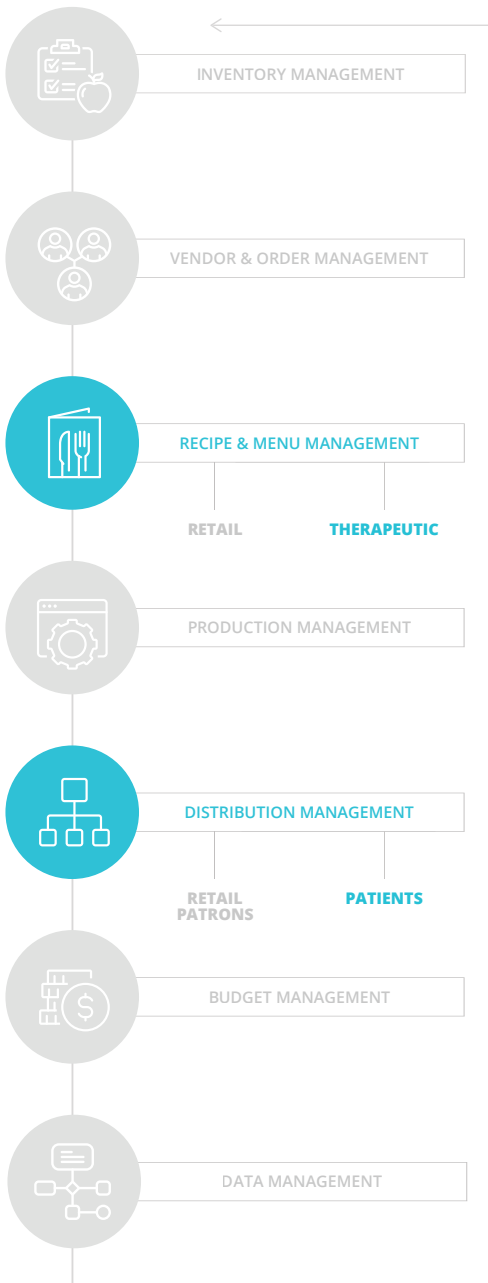 INVENTORY MANAGEMENT
VENDOR & ORDER MANAGEMENT
RECIPE & MENU MANAGEMENT
RETAIL
THERAPEUTIC
PRODUCTION MANAGEMENT
DISTRIBUTION MANAGEMENT
RETAIL
PATRONS
PATIENTS
$
BUDGET MANAGEMENT
DATA MANAGEMENT